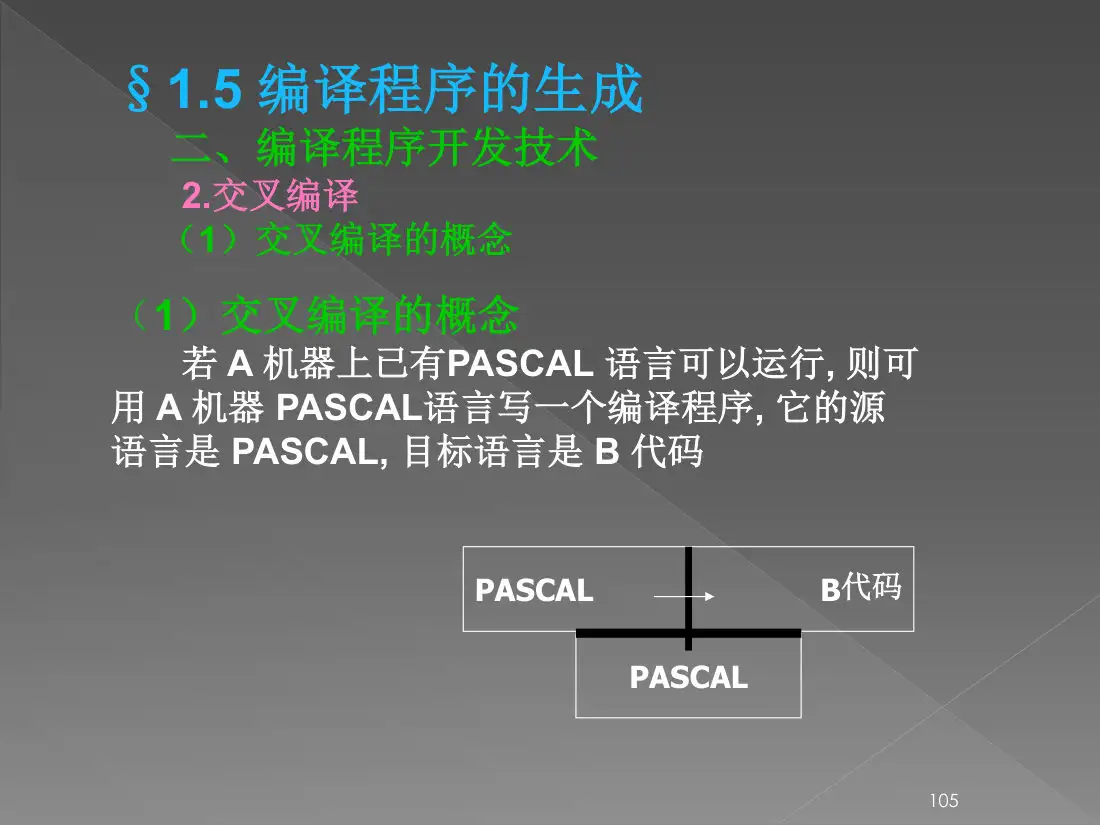 §1.5 编译程序的生成
二、编译程序开发技术
2.交叉编译
（1）交叉编译的概念
（1）交叉编译的概念
若 A 机器上已有PASCAL 语言可以运行, 则可
用 A 机器 PASCAL语言写一个编译程序, 它的源
语言是 PASCAL, 目标语言是 B 代码
PASCAL B代码
PASCAL
105